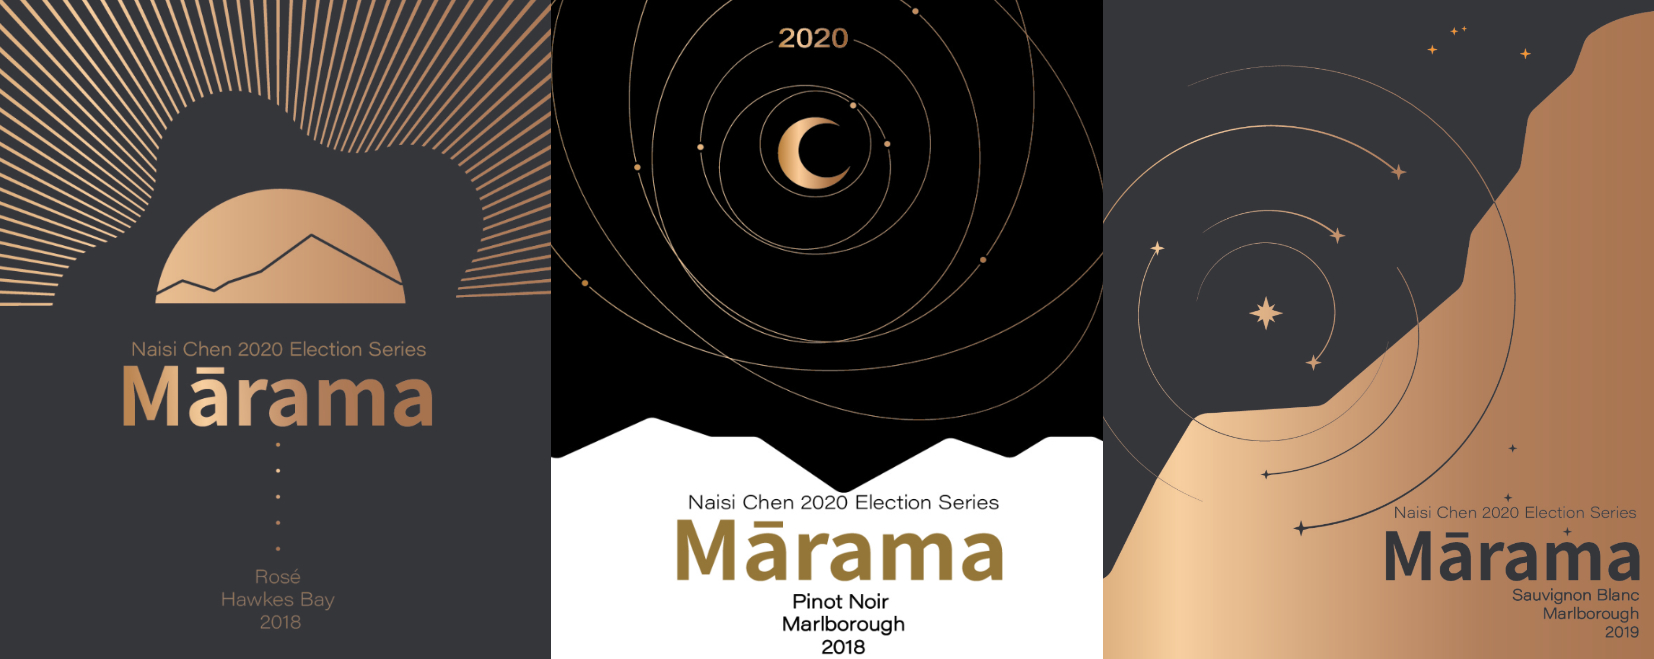 Naisi Chen 2020 Election Series
Mārama
Rosé
Hawkes Bay
2018
2020
Naisi Chen 2020 Election Series
Mārama
Pinot Noir
Marlborough
2018
Naisi Chen 2020 Election Series
Mārama
Sauvignon Blanc
Marlborough
2019